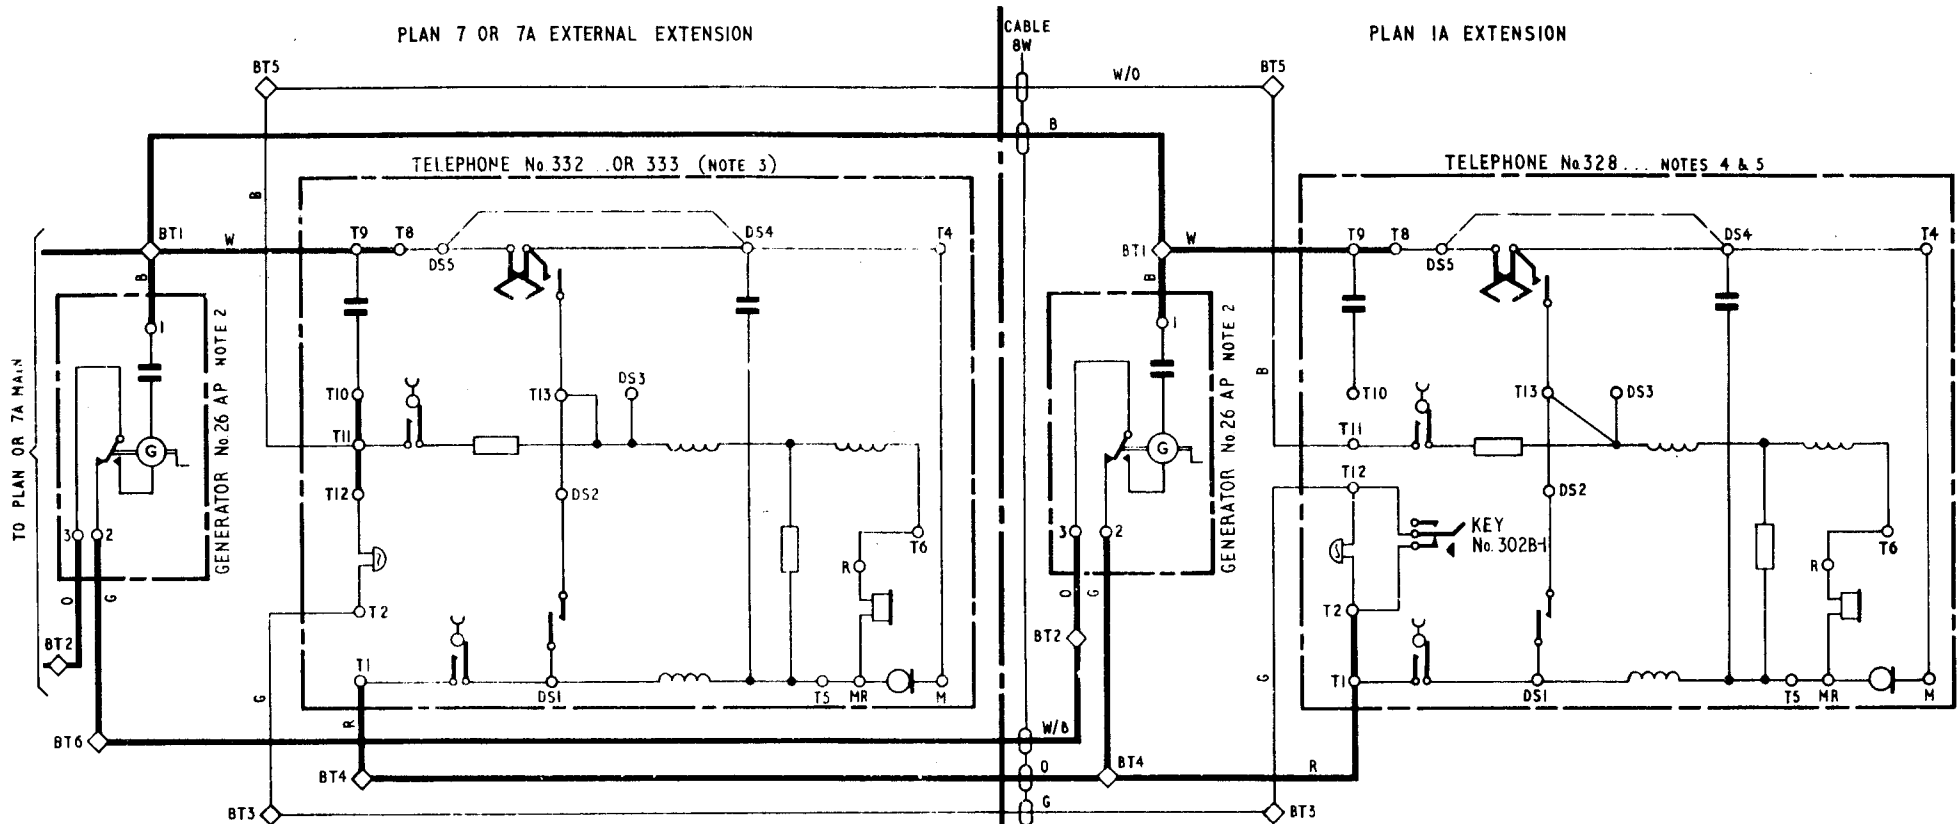 PLAN 7 OR 7A EXTERNAL EXTENSION
CABLE
8W
PLAN 1A EXTENSION
BT5
W/O
BT5
B
TELEPHONE No. 332 .. OR 333 (NOTE 3)
TELEPHONE No. 328 ... NOTES 4 & 5
B
BT1
W
T9
T8
DS5
DS4
T4
BT1
W
T9
T8
DS5
DS4
T4
B
B
1
1
GENERATOR No. 26 AP NOTE 2
GENERATOR No. 26 AP NOTE 2
TO PLAN OR 7A MAIN
B
T10
T13
DS3
T10
T13
DS3
T11
T11
G
G
T12
DS2
T12
DS2
KEY
No. 302B-1
3
2
T6
3
2
T6
R
R
O
G
T2
O
G
T2
BT2
BT2
T1
DS1
T5
MR
M
T1
DS1
T5
MR
M
G
R
G
BT6
W/B
BT4
O
BT4
R
BT3
G
BT3